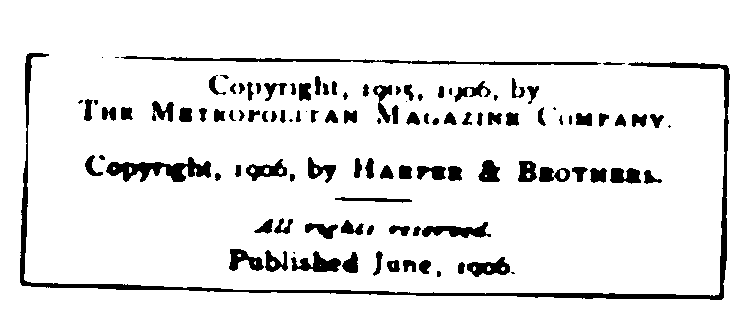 Copyright, 1905, 1906, by
THE METROPOLITAN MAGAZINE COMPANY.
Copyright, 1906, by HARPER & BROTHERS.
All rights reserved.
Published June, 1906.